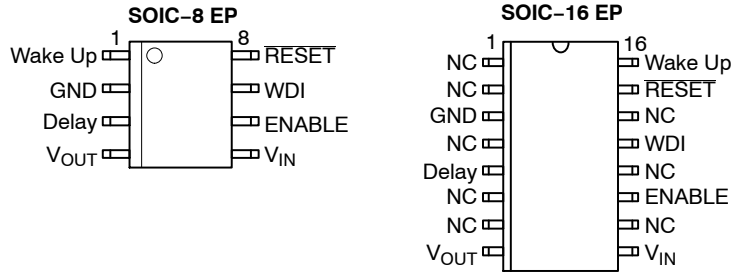 SOIC−8 EP
1 8
Wake Up RESET
GND WDI
Delay ENABLE
VOUT VIN
SOIC−16 EP
1 16
NC Wake Up
NC RESET
GND NC
NC WDI
Delay NC
NC ENABLE
NC NC
VOUT VIN